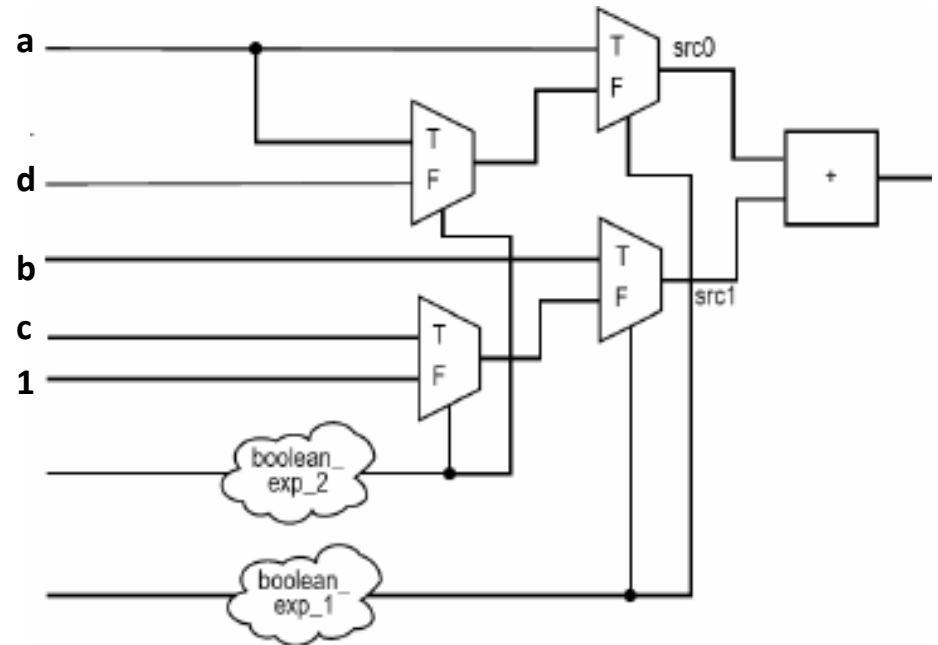 a
T
src0
F
T
d
F
+
b
T
F
src1
c
T
1
F
boolean_
exp_2
boolean_
exp_1